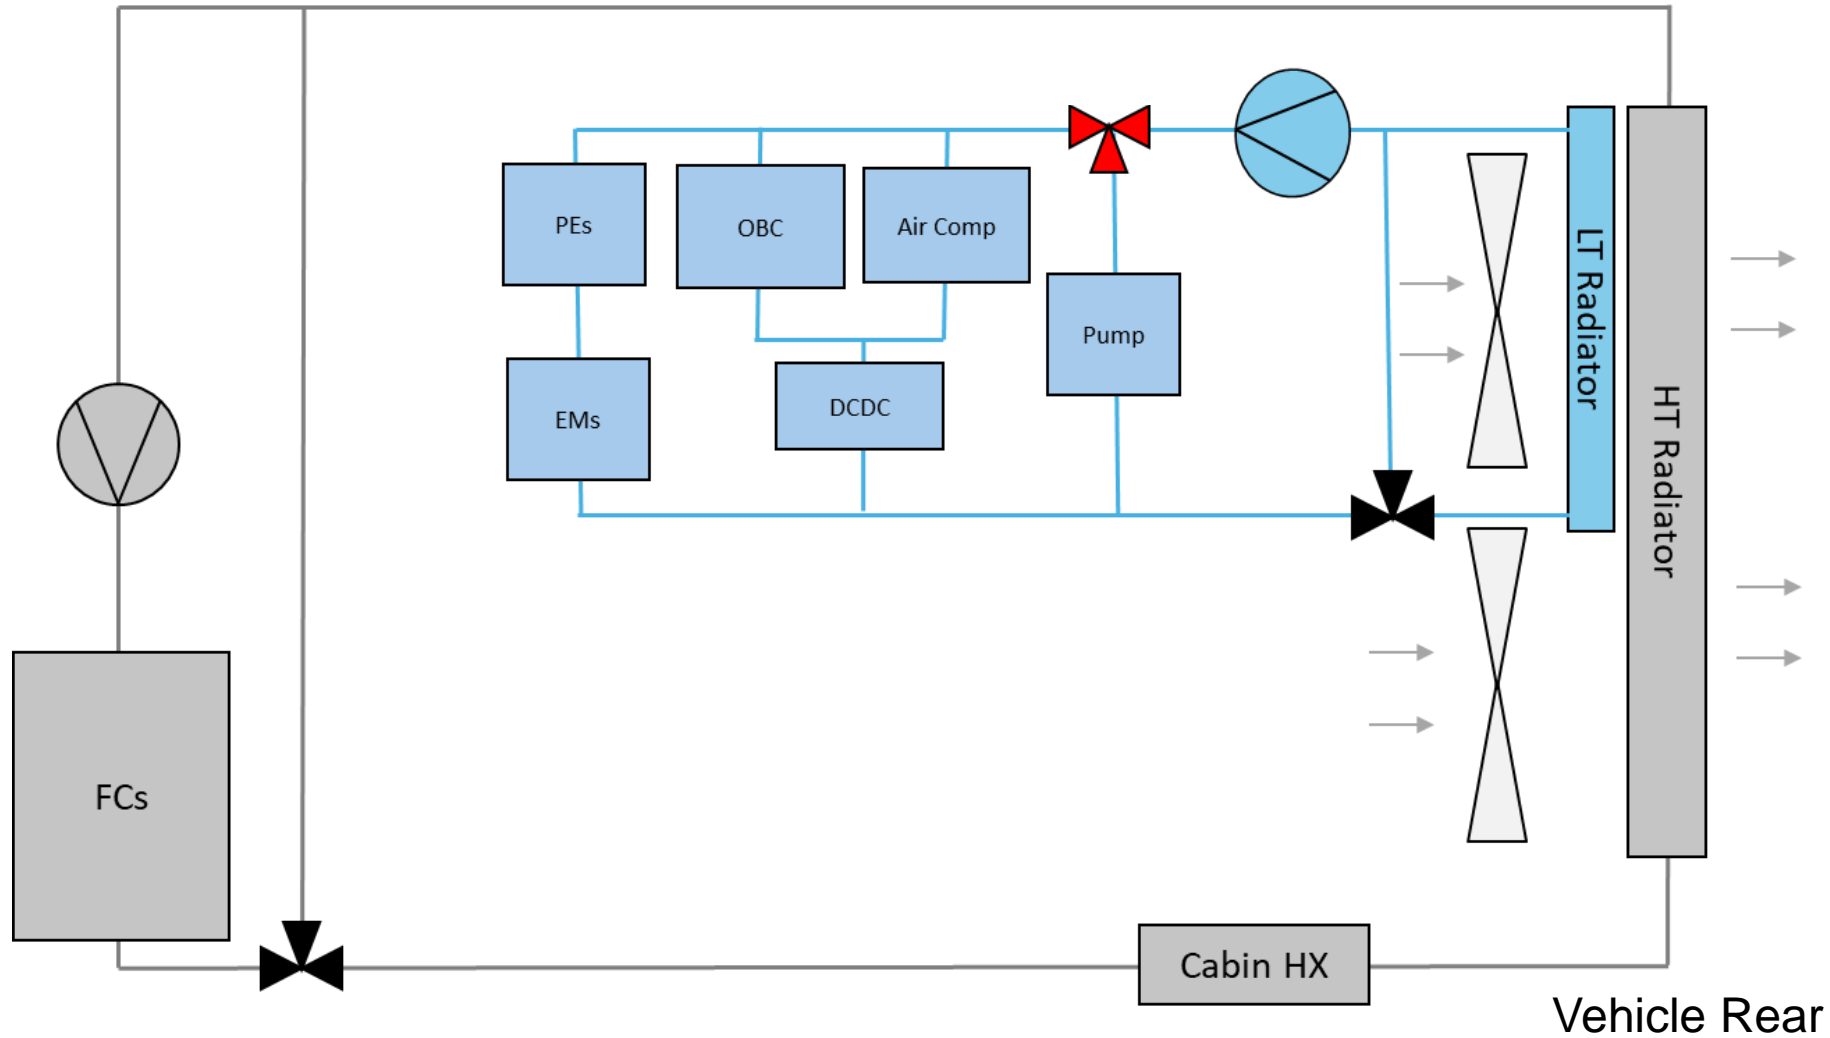 PEs
OBC
Air Comp
LT Radiator
Pump
HT Radiator
EMs
DCDC
FCs
Cabin HX
Vehicle Rear